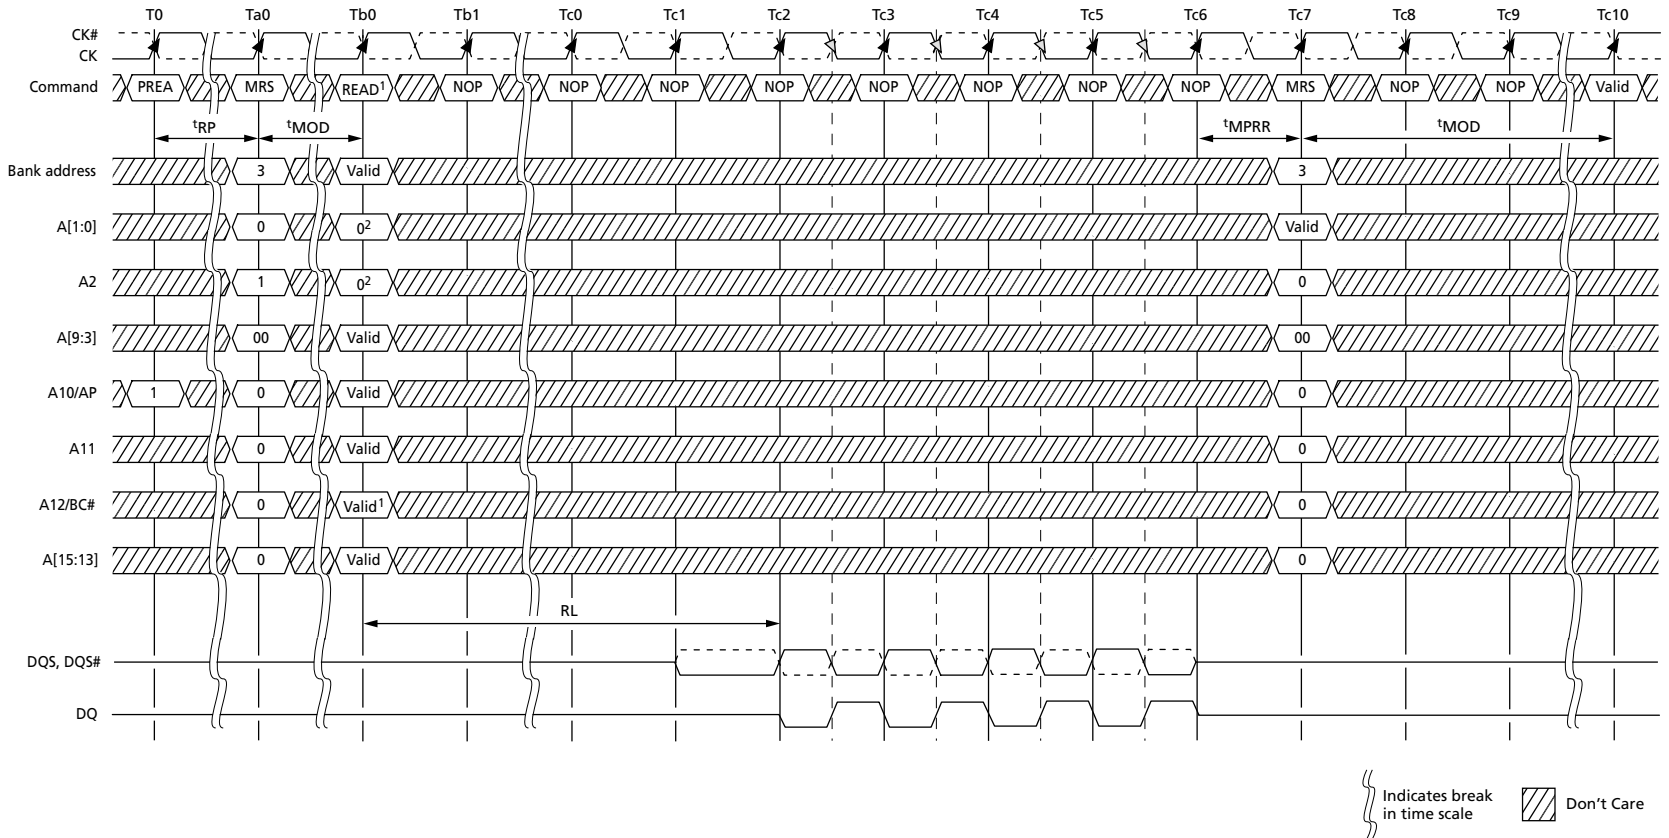 T0 Ta0 Tb0 Tb1 Tc0 Tc1 Tc2 Tc3 Tc4 Tc5 Tc6 Tc7 Tc8 Tc9 Tc10
CK#
CK
Command PREA MRS READ¹ NOP NOP NOP NOP NOP NOP NOP NOP MRS NOP NOP Valid
ᵗRP ᵗMOD ᵗMPRR ᵗMOD
Bank address 3 Valid 3
A[1:0] 0 0² Valid
A2 1 0² 0
A[9:3] 00 Valid 00
A10/AP 1 0 Valid 0
A11 0 Valid 0
A12/BC# 0 Valid¹ 0
A[15:13] 0 Valid 0
RL
DQS, DQS#
DQ
Indicates break
in time scale
Don't Care